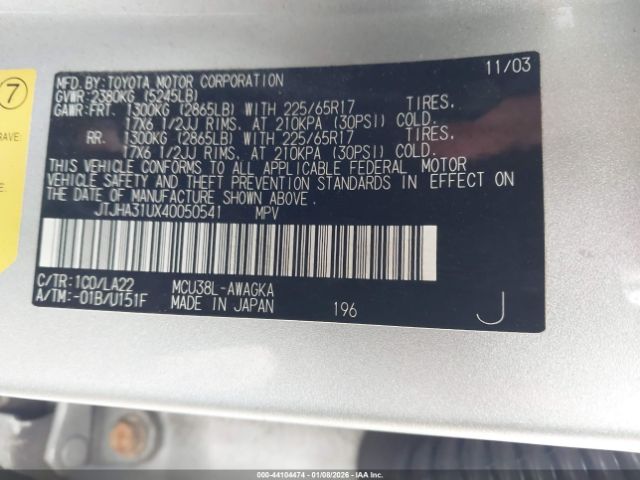 7
RAVE:
MFD. BY: TOYOTA MOTOR CORPORATION 11/03
GVWR: 2380KG (5245LB)
GAWR: FRT. 1300KG (2865LB) WITH 225/65R17 TIRES.
17X6 1/2JJ RIMS. AT 210KPA (30PSI) COLD.
RR. 1300KG (2865LB) WITH 225/65R17 TIRES.
17X6 1/2JJ RIMS. AT 210KPA (30PSI) COLD.
THIS VEHICLE CONFORMS TO ALL APPLICABLE FEDERAL MOTOR
VEHICLE SAFETY AND THEFT PREVENTION STANDARDS IN EFFECT ON
THE DATE OF MANUFACTURE SHOWN ABOVE.
JTJHA31UX40050541 MPV
C/TR: 1C0/LA22 MCU38L-AWAGKA
A/TM: -01B/U151F MADE IN JAPAN 196 J
000-44104474 | 01/08/2026 - IAA Inc.